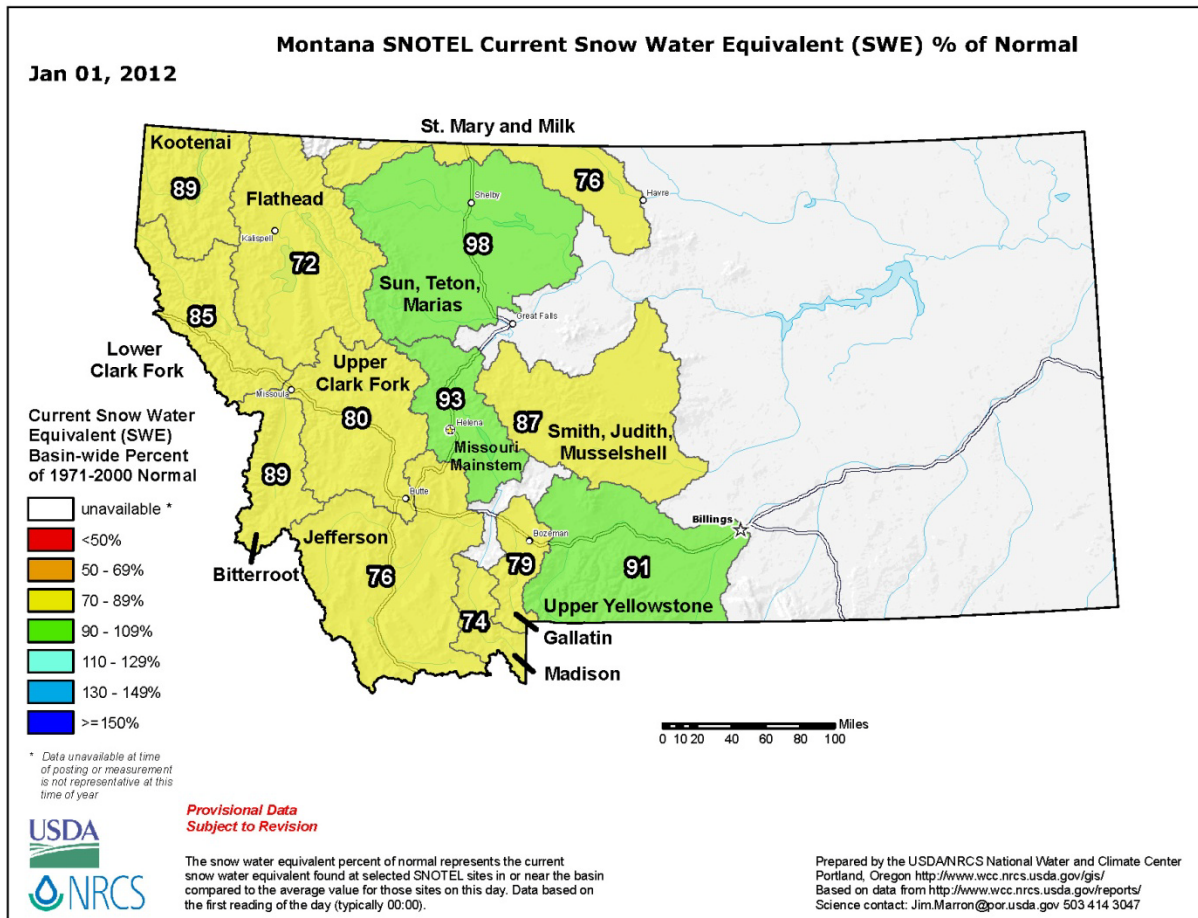 Montana SNOTEL Current Snow Water Equivalent (SWE) % of Normal
Jan 01, 2012
St. Mary and Milk
Kootenai
89
Flathead
Kalispell
72
Shelby
98
Sun, Teton,
Marias
76
Havre
Great Falls
85
Lower
Clark Fork
Missoula
Upper
Clark Fork
80
93
Helena
Missouri
Mainstem
87
Smith, Judith,
Musselshell
89
Bitterroot
Butte
Jefferson
76
Bozeman
79
74
Gallatin
Madison
Billings
91
Upper Yellowstone
Current Snow Water
Equivalent (SWE)
Basin-wide Percent
of 1971-2000 Normal
unavailable *
<50%
50 - 69%
70 - 89%
90 - 109%
110 - 129%
130 - 149%
>=150%
* Data unavailable at time
of posting or measurement
is not representative at this
time of year
Miles
0 10 20 40 60 80 100
Provisional Data
Subject to Revision
USDA
NRCS
The snow water equivalent percent of normal represents the current
snow water equivalent found at selected SNOTEL sites in or near the basin
compared to the average value for those sites on this day. Data based on
the first reading of the day (typically 00:00).
Prepared by the USDA/NRCS National Water and Climate Center
Portland, Oregon http://www.wcc.nrcs.usda.gov/gis/
Based on data from http://www.wcc.nrcs.usda.gov/reports/
Science contact: Jim.Marron@por.usda.gov 503 414 3047